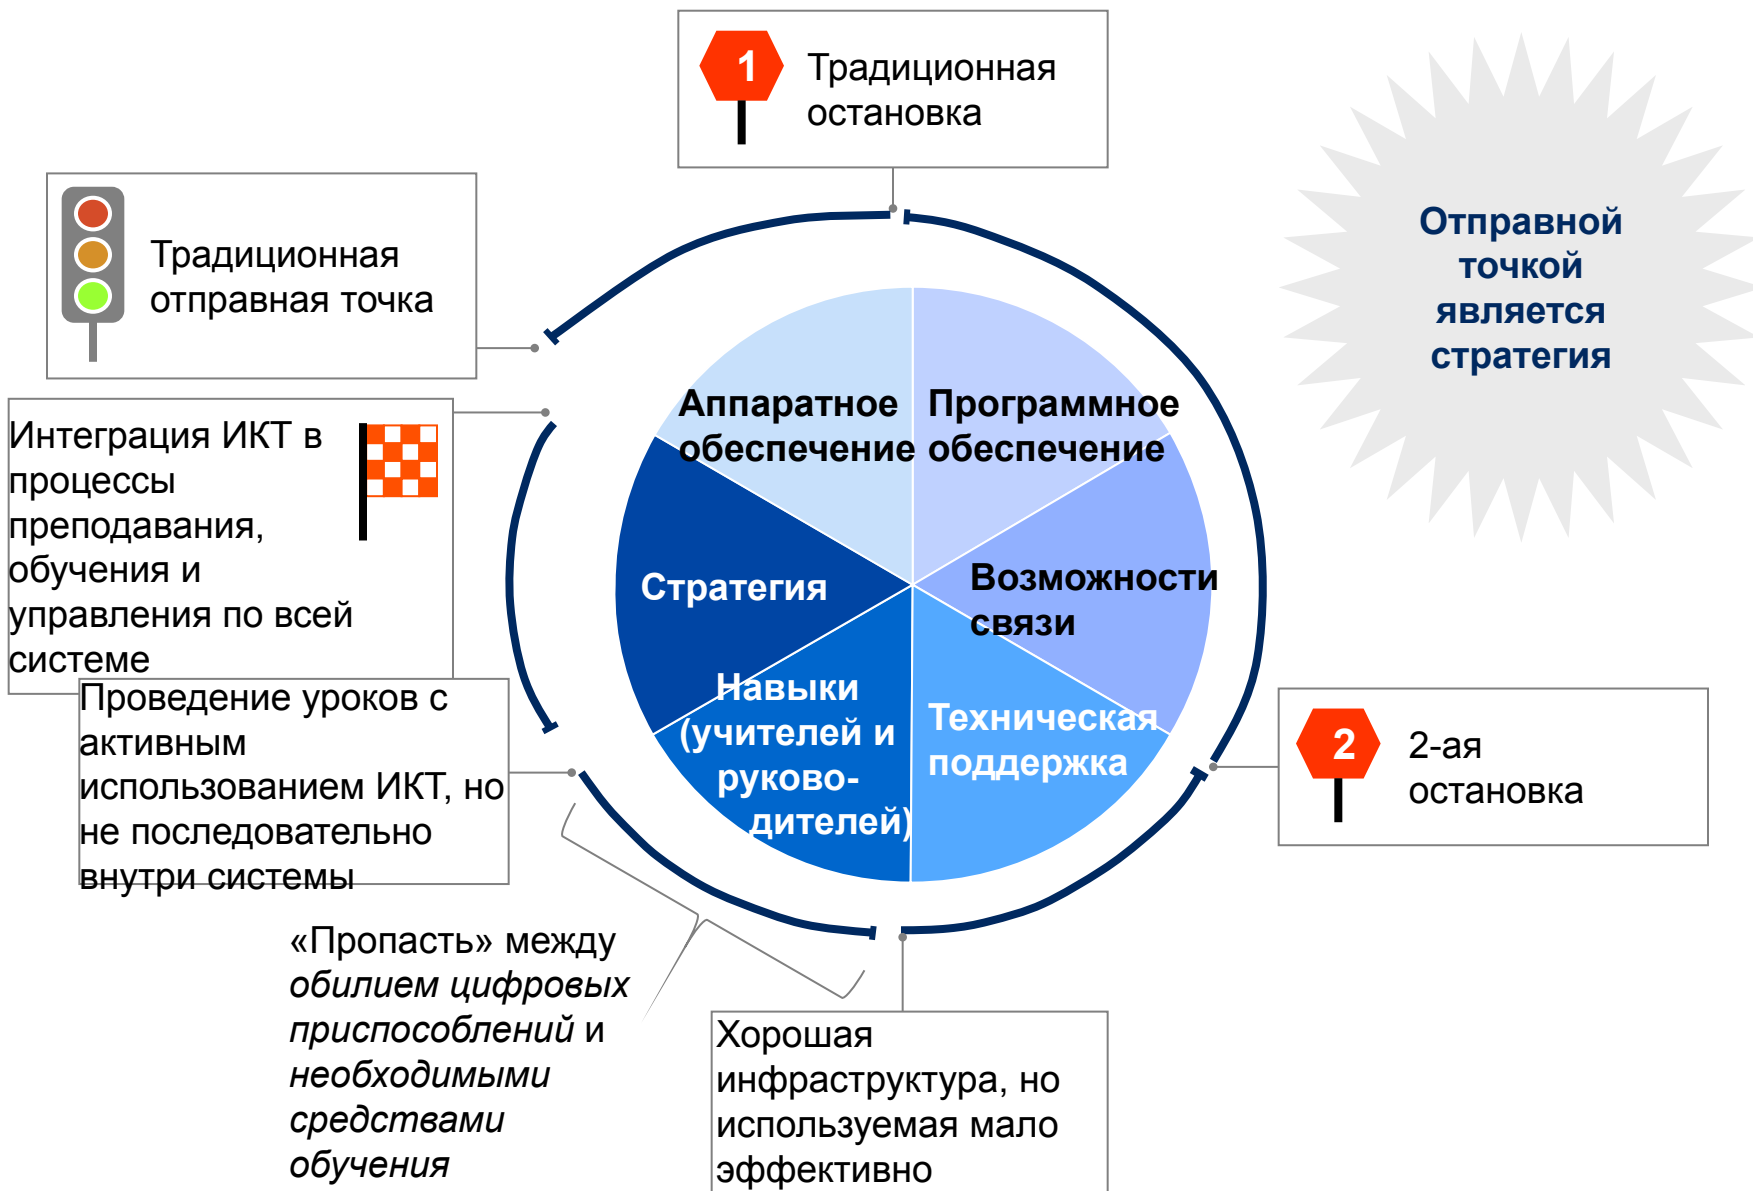 1
Традиционная
остановка
Традиционная
отправная точка
Отправной
точкой
является
стратегия
Интеграция ИКТ в
процессы
преподавания,
обучения и
управления по всей
системе
Аппаратное
обеспечение
Программное
обеспечение
Стратегия
Возможности
связи
Навыки
(учителей и
руково-
дителей)
Техническая
поддержка
Проведение уроков с
активным
использованием ИКТ, но
не последовательно
внутри системы
2
2-ая
остановка
«Пропасть» между
обилием цифровых
приспособлений и
необходимыми
средствами
обучения
Хорошая
инфраструктура, но
используемая мало
эффективно